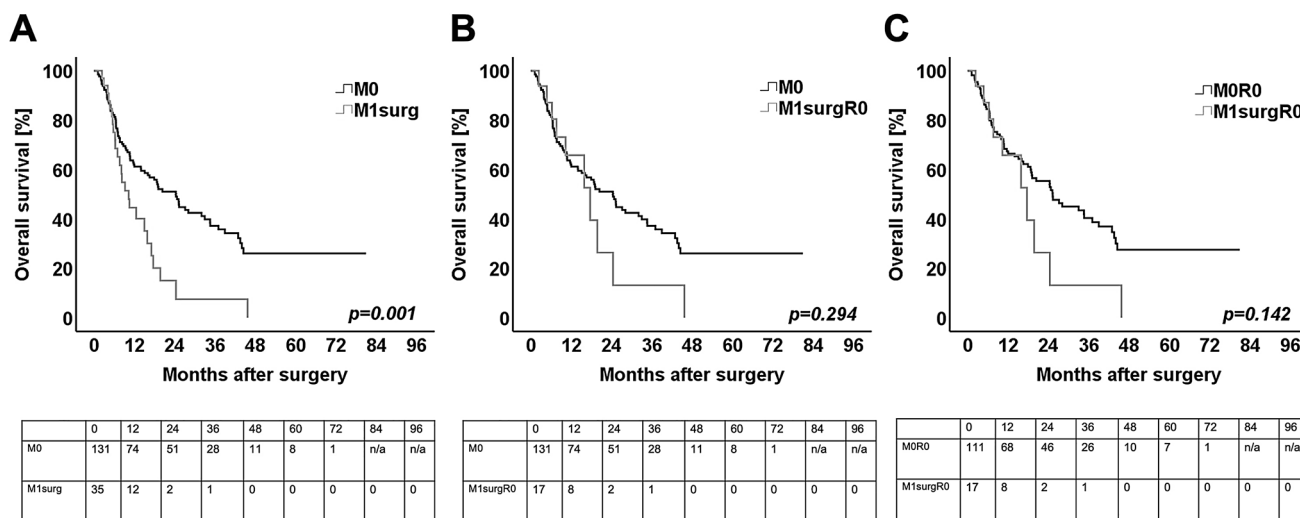 A
Overall survival [%]
100
80
60
40
20
0
M0
M1surg
p=0.001
0 12 24 36 48 60 72 84 96
Months after surgery
0 12 24 36 48 60 72 84 96
M0 131 74 51 28 11 8 1 n/a n/a
M1surg 35 12 2 1 0 0 0 0 0
B
Overall survival [%]
100
80
60
40
20
0
M0
M1surgR0
p=0.294
0 12 24 36 48 60 72 84 96
Months after surgery
0 12 24 36 48 60 72 84 96
M0 131 74 51 28 11 8 1 n/a n/a
M1surgR0 17 8 2 1 0 0 0 0 0
C
Overall survival [%]
100
80
60
40
20
0
M0R0
M1surgR0
p=0.142
0 12 24 36 48 60 72 84 96
Months after surgery
0 12 24 36 48 60 72 84 96
M0R0 111 68 46 26 10 7 1 n/a n/a
M1surgR0 17 8 2 1 0 0 0 0 0